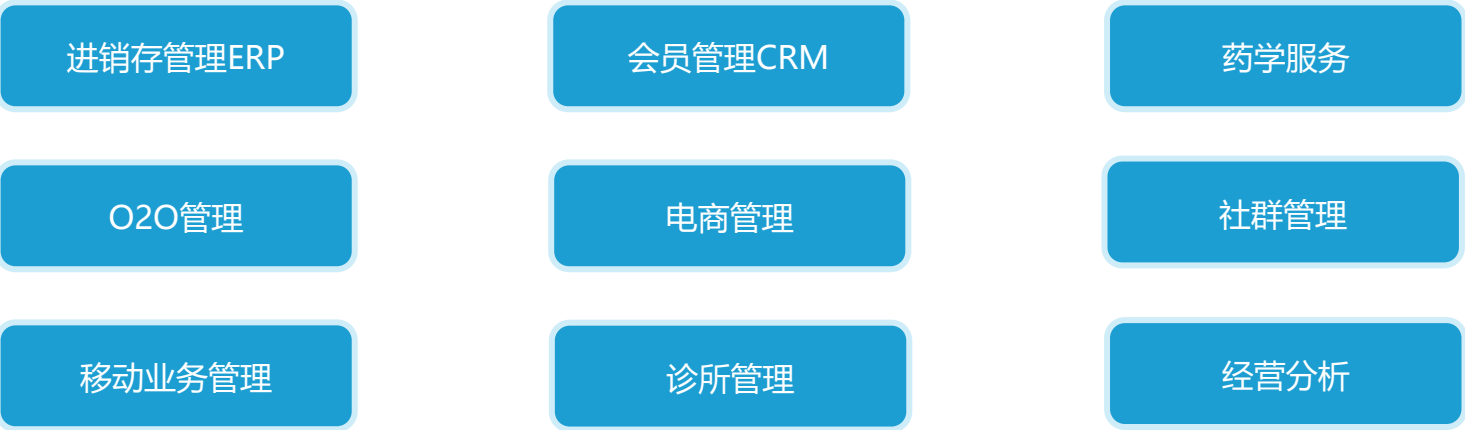 进销存管理ERP
会员管理CRM
药学服务
O2O管理
电商管理
社群管理
移动业务管理
诊所管理
经营分析